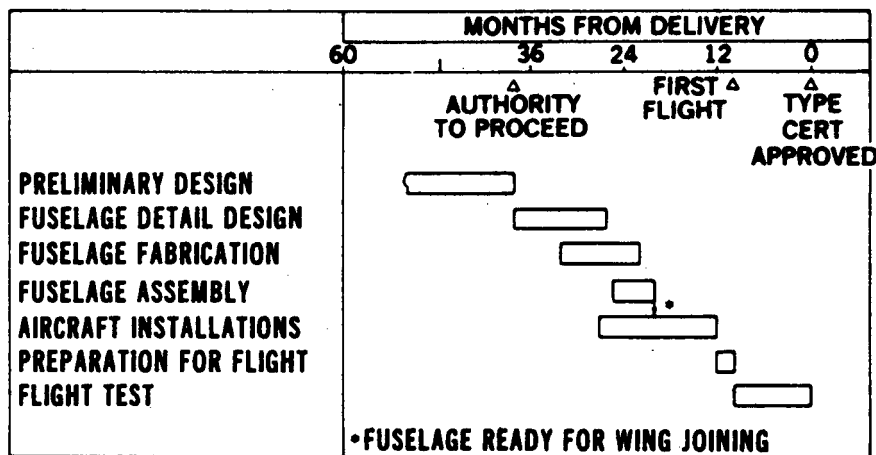 MONTHS FROM DELIVERY
60 36 24 12 0
AUTHORITY TO PROCEED
FIRST FLIGHT
TYPE CERT APPROVED
PRELIMINARY DESIGN
FUSELAGE DETAIL DESIGN
FUSELAGE FABRICATION
FUSELAGE ASSEMBLY
*
AIRCRAFT INSTALLATIONS
PREPARATION FOR FLIGHT
FLIGHT TEST
*FUSELAGE READY FOR WING JOINING